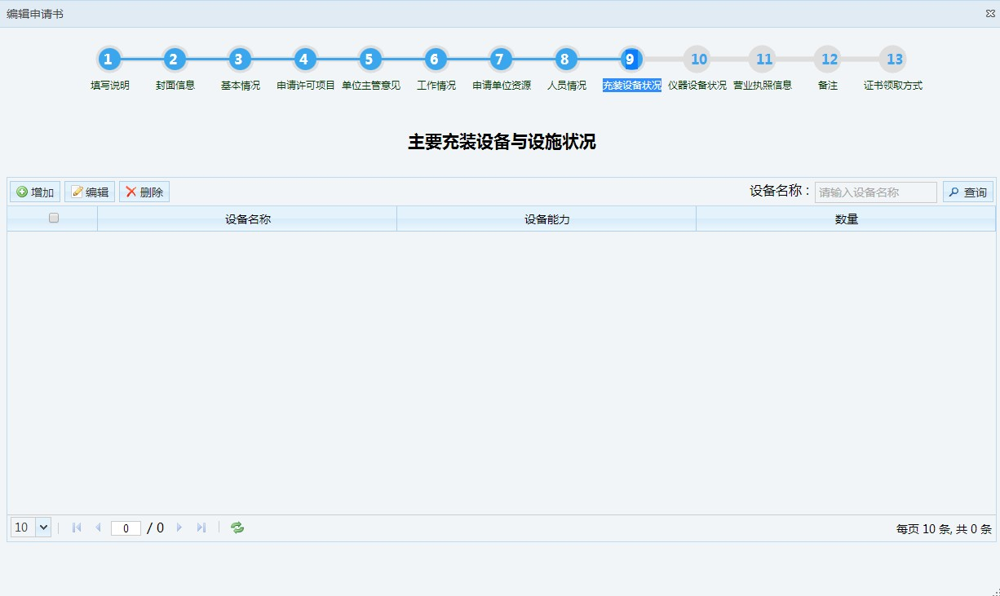 编辑申请书
1 2 3 4 5 6 7 8 9 10 11 12 13
填写说明 封面信息 基本情况 申请许可项目 单位主管意见 工作情况 申请单位资源 人员情况 充装设备状况 仪器设备状况 营业执照信息 备注 证书领取方式
主要充装设备与设施状况
增加 编辑 删除 设备名称： 请输入设备名称 查询
设备名称 设备能力 数量
10 0 / 0 每页 10 条, 共 0 条